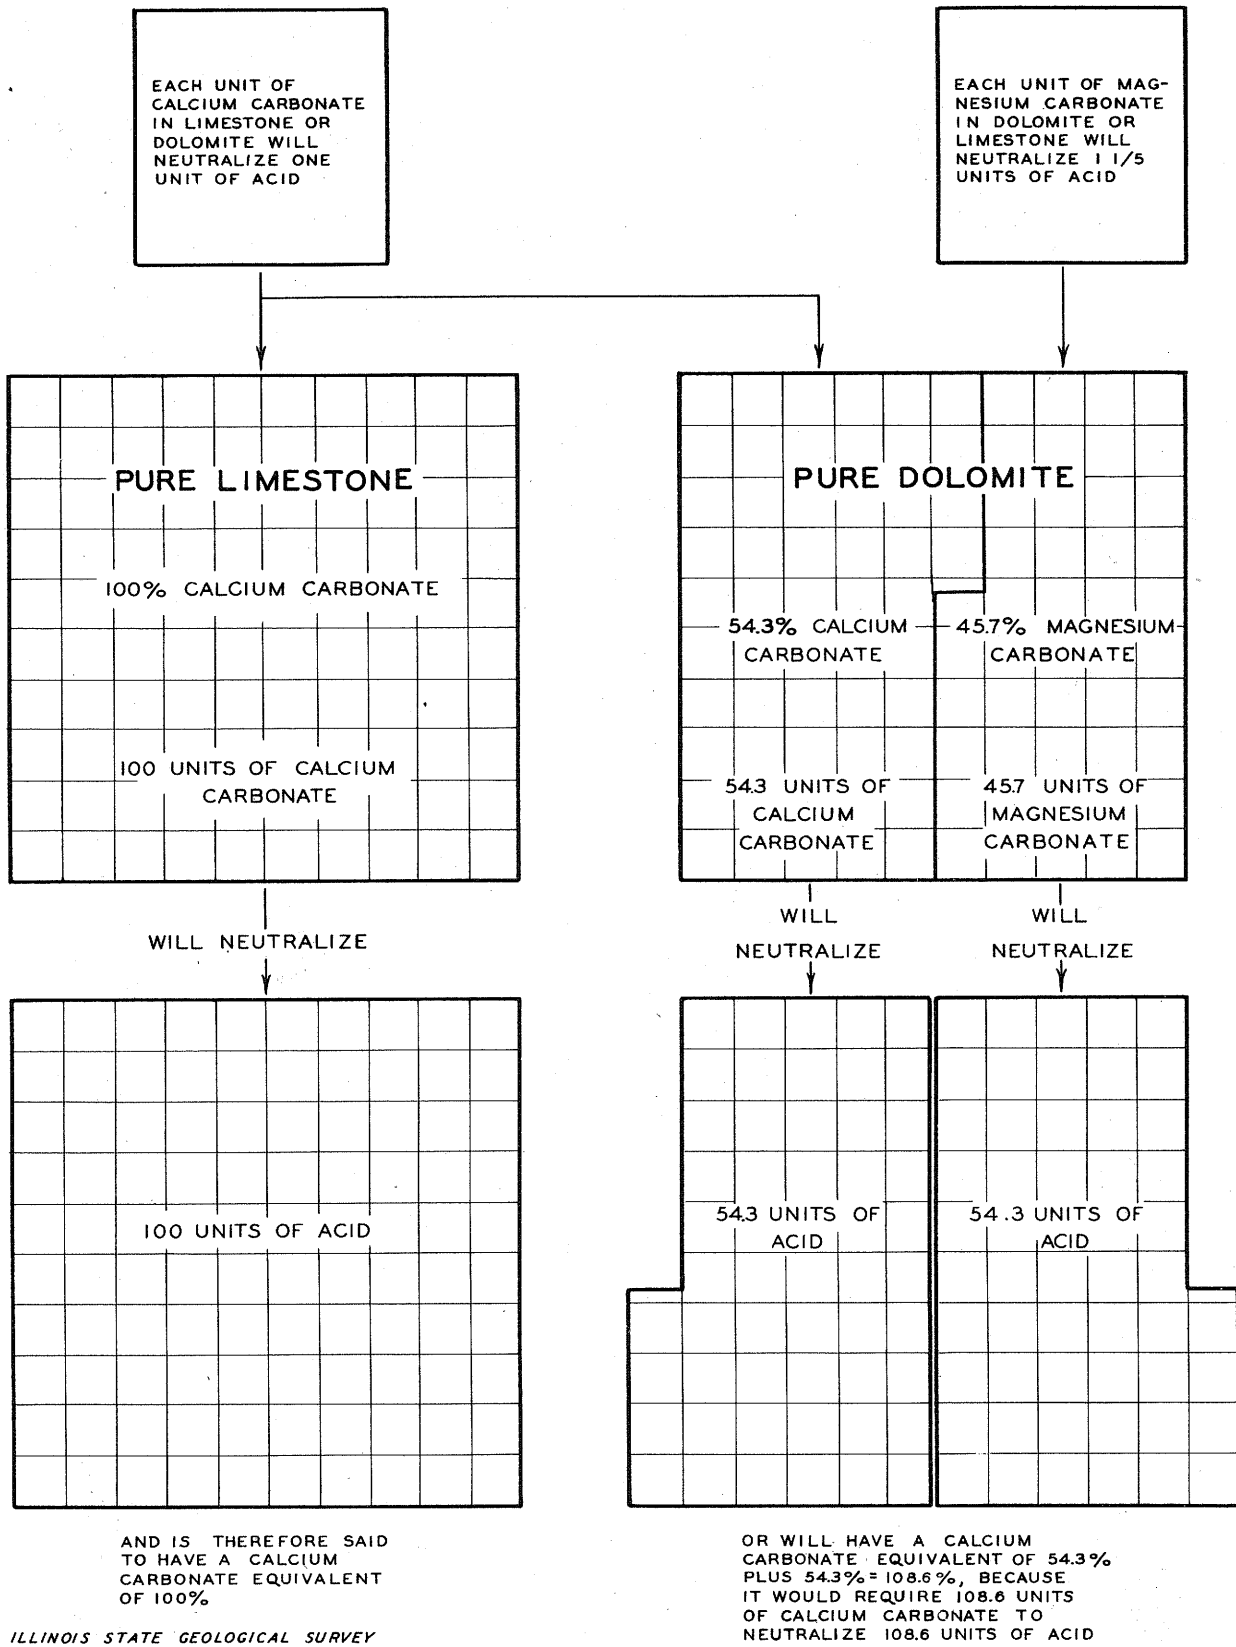 EACH UNIT OF
CALCIUM CARBONATE
IN LIMESTONE OR
DOLOMITE WILL
NEUTRALIZE ONE
UNIT OF ACID
EACH UNIT OF MAG-
NESIUM CARBONATE
IN DOLOMITE OR
LIMESTONE WILL
NEUTRALIZE 1 1/5
UNITS OF ACID
PURE LIMESTONE
100% CALCIUM CARBONATE
100 UNITS OF CALCIUM
CARBONATE
PURE DOLOMITE
54.3% CALCIUM
CARBONATE
45.7% MAGNESIUM
CARBONATE
54.3 UNITS OF
CALCIUM
CARBONATE
45.7 UNITS OF
MAGNESIUM
CARBONATE
WILL NEUTRALIZE
WILL
NEUTRALIZE
WILL
NEUTRALIZE
100 UNITS OF ACID
54.3 UNITS OF
ACID
54.3 UNITS OF
ACID
AND IS THEREFORE SAID
TO HAVE A CALCIUM
CARBONATE EQUIVALENT
OF 100%
OR WILL HAVE A CALCIUM
CARBONATE EQUIVALENT OF 54.3%
PLUS 54.3% = 108.6%, BECAUSE
IT WOULD REQUIRE 108.6 UNITS
OF CALCIUM CARBONATE TO
NEUTRALIZE 108.6 UNITS OF ACID
ILLINOIS STATE GEOLOGICAL SURVEY